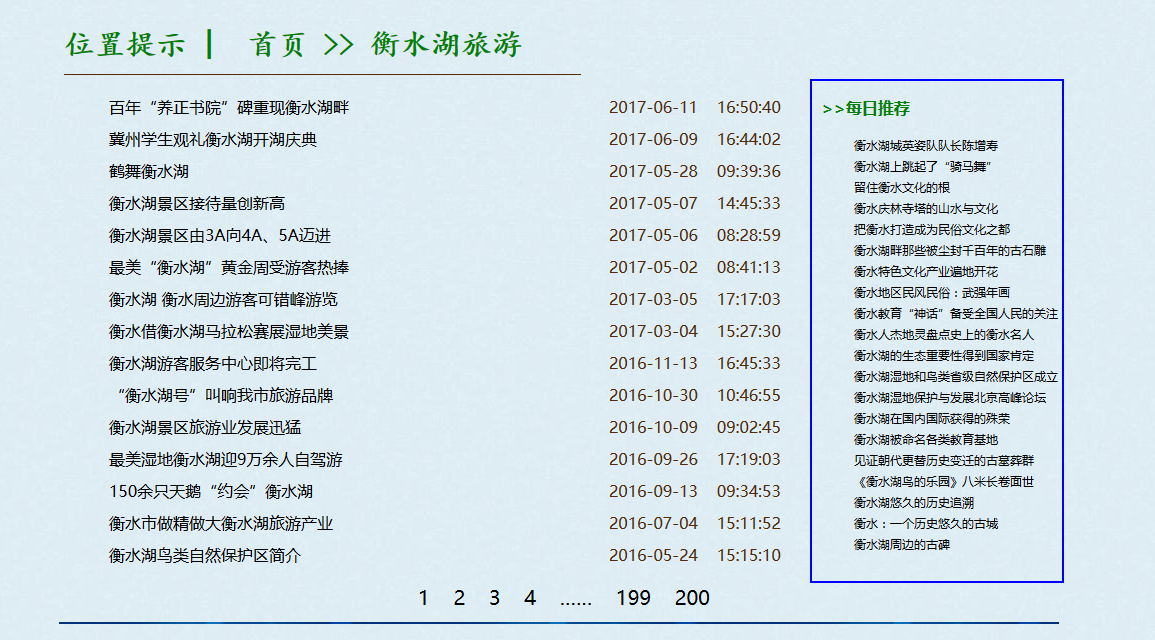 位置提示 | 首页 >> 衡水湖旅游
百年“养正书院”碑重现衡水湖畔 2017-06-11 16:50:40
冀州学生观礼衡水湖开湖庆典 2017-06-09 16:44:02
鹤舞衡水湖 2017-05-28 09:39:36
衡水湖景区接待量创新高 2017-05-07 14:45:33
衡水湖景区由3A向4A、5A迈进 2017-05-06 08:28:59
最美“衡水湖”黄金周受游客热捧 2017-05-02 08:41:13
衡水湖 衡水周边游客可错峰游览 2017-03-05 17:17:03
衡水借衡水湖马拉松赛展湿地美景 2017-03-04 15:27:30
衡水湖游客服务中心即将完工 2016-11-13 16:45:33
“衡水湖号”叫响我市旅游品牌 2016-10-30 10:46:55
衡水湖景区旅游业发展迅猛 2016-10-09 09:02:45
最美湿地衡水湖迎9万余人自驾游 2016-09-26 17:19:03
150余只天鹅“约会”衡水湖 2016-09-13 09:34:53
衡水市做精做大衡水湖旅游产业 2016-07-04 15:11:52
衡水湖鸟类自然保护区简介 2016-05-24 15:15:10
1 2 3 4 …… 199 200
>>每日推荐
衡水湖城英姿队队长陈增寿
衡水湖上跳起了“骑马舞”
留住衡水文化的根
衡水庆林寺塔的山水与文化
把衡水打造成为民俗文化之都
衡水湖畔那些被尘封千百年的古石雕
衡水特色文化产业遍地开花
衡水地区民风民俗：武强年画
衡水教育“神话”备受全国人民的关注
衡水人杰地灵盘点史上的衡水名人
衡水湖的生态重要性得到国家肯定
衡水湖湿地和鸟类省级自然保护区成立
衡水湖湿地保护与发展北京高峰论坛
衡水湖在国内国际获得的殊荣
衡水湖被命名各类教育基地
见证朝代更替历史变迁的古墓葬群
《衡水湖鸟的乐园》八米长卷面世
衡水湖悠久的历史追溯
衡水：一个历史悠久的古城
衡水湖周边的古碑